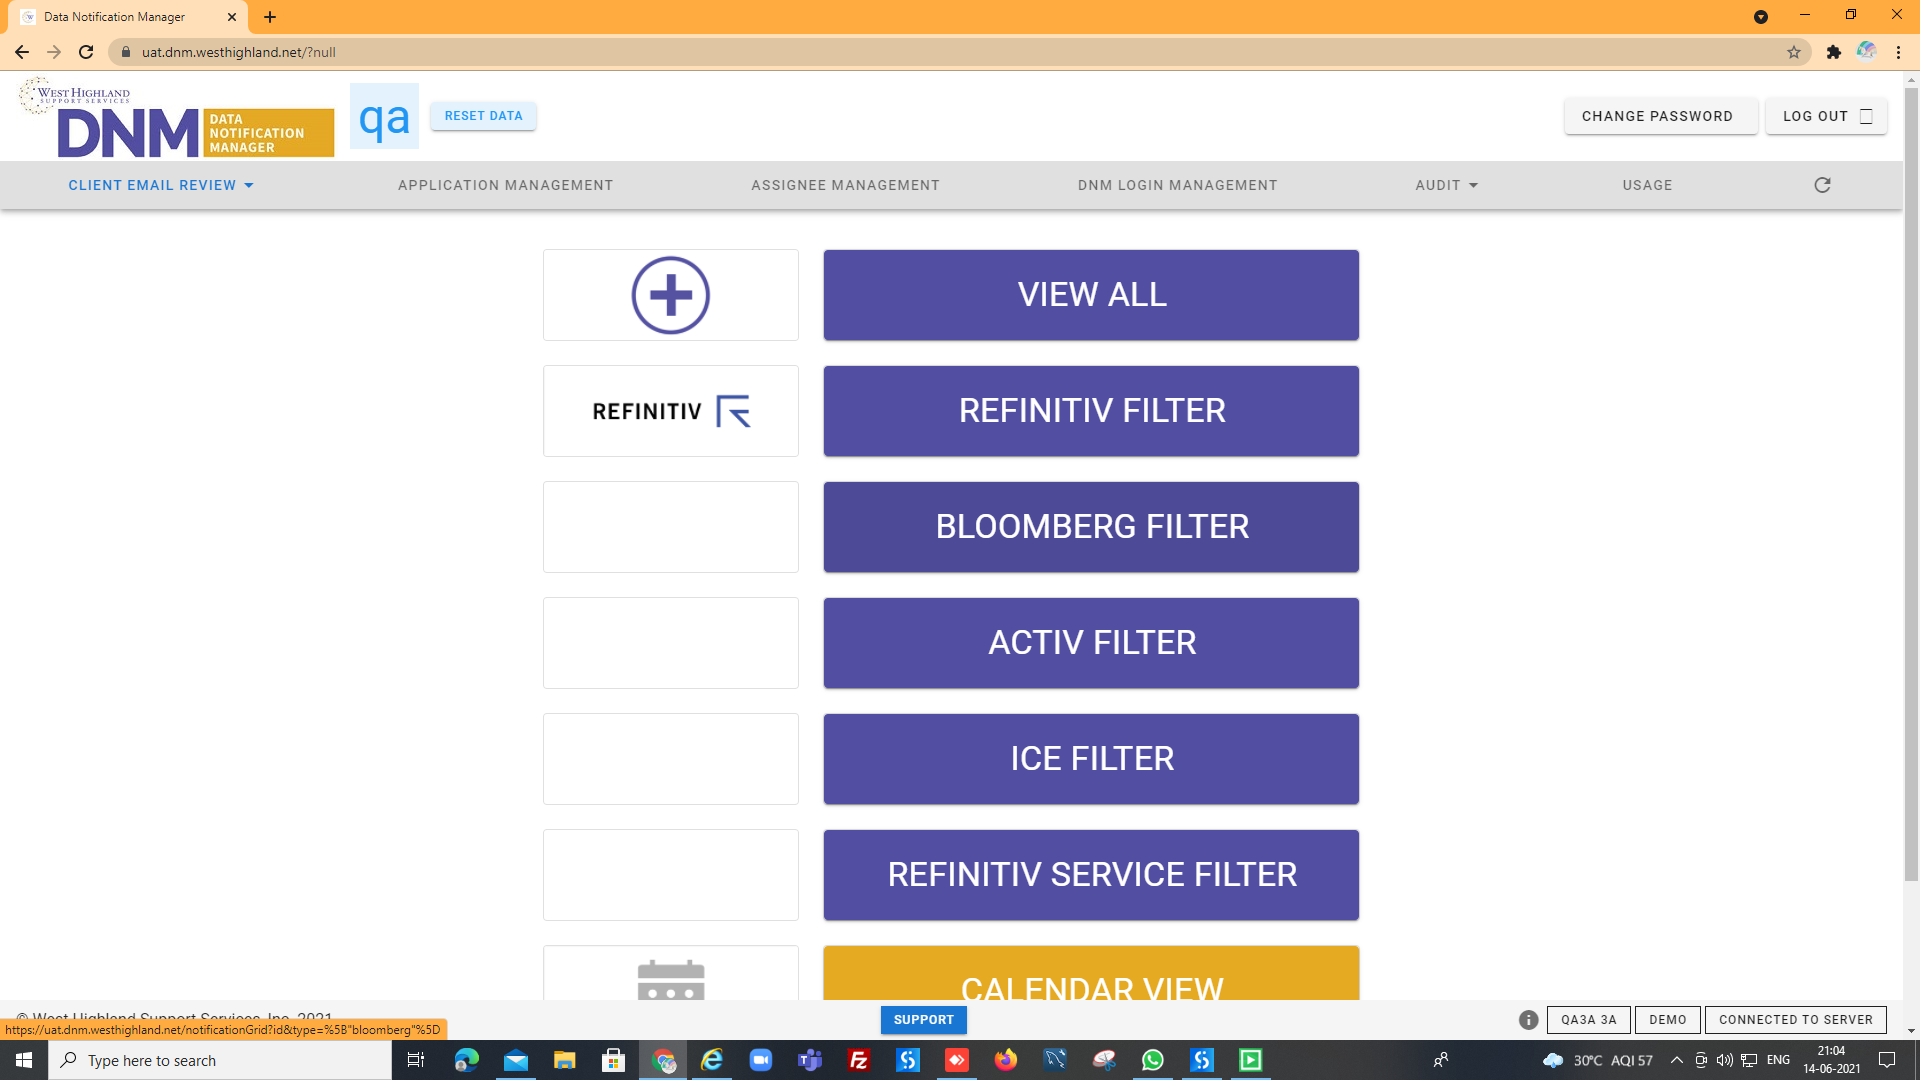 Data Notification Manager
uat.dnm.westhighland.net/?null
WEST HIGHLAND
SUPPORT SERVICES
DNM
DATA
NOTIFICATION
MANAGER
qa
RESET DATA
CHANGE PASSWORD
LOG OUT
CLIENT EMAIL REVIEW
APPLICATION MANAGEMENT
ASSIGNEE MANAGEMENT
DNM LOGIN MANAGEMENT
AUDIT
USAGE
VIEW ALL
REFINITIV
REFINITIV FILTER
BLOOMBERG FILTER
ACTIV FILTER
ICE FILTER
REFINITIV SERVICE FILTER
CALENDAR VIEW
© West Highland Support Services, Inc. 2021
https://uat.dnm.westhighland.net/notificationGrid?id&type=%5B"bloomberg"%5D
SUPPORT
QA3A 3A
DEMO
CONNECTED TO SERVER
Type here to search
30°C AQI 57
ENG
21:04
14-06-2021